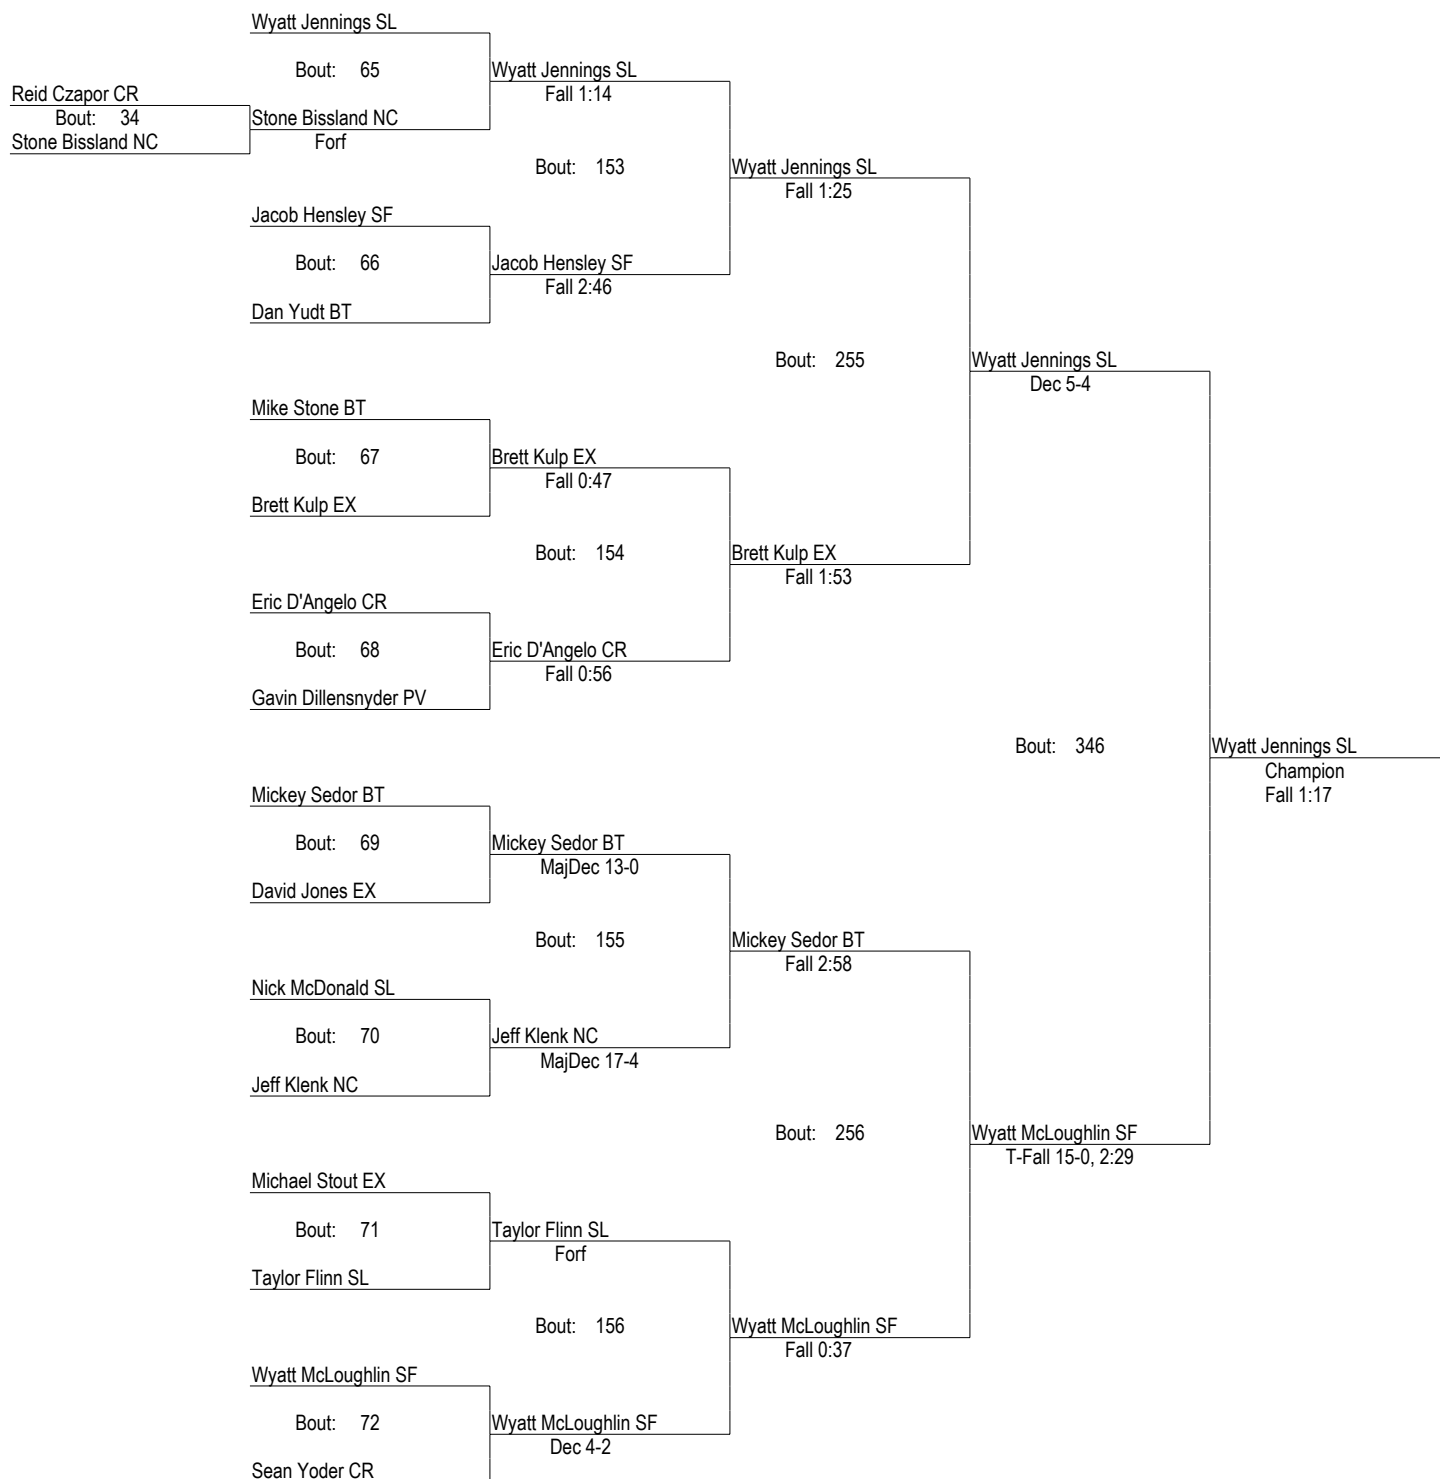 Wyatt Jennings SL
Bout: 65
Wyatt Jennings SL
Fall 1:14
Reid Czapor CR
Bout: 34
Stone Bissland NC
Stone Bissland NC
Forf
Bout: 153
Wyatt Jennings SL
Fall 1:25
Jacob Hensley SF
Bout: 66
Jacob Hensley SF
Fall 2:46
Dan Yudt BT
Bout: 255
Wyatt Jennings SL
Dec 5-4
Mike Stone BT
Bout: 67
Brett Kulp EX
Fall 0:47
Brett Kulp EX
Bout: 154
Brett Kulp EX
Fall 1:53
Eric D'Angelo CR
Bout: 68
Eric D'Angelo CR
Fall 0:56
Gavin Dillensnyder PV
Bout: 346
Wyatt Jennings SL
Champion
Fall 1:17
Mickey Sedor BT
Bout: 69
Mickey Sedor BT
MajDec 13-0
David Jones EX
Bout: 155
Mickey Sedor BT
Fall 2:58
Nick McDonald SL
Bout: 70
Jeff Klenk NC
MajDec 17-4
Jeff Klenk NC
Bout: 256
Wyatt McLoughlin SF
T-Fall 15-0, 2:29
Michael Stout EX
Bout: 71
Taylor Flinn SL
Forf
Taylor Flinn SL
Bout: 156
Wyatt McLoughlin SF
Fall 0:37
Wyatt McLoughlin SF
Bout: 72
Wyatt McLoughlin SF
Dec 4-2
Sean Yoder CR